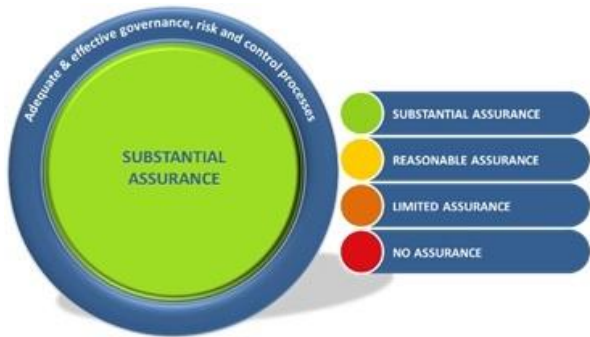 Adequate & effective governance, risk and control processes
SUBSTANTIAL
ASSURANCE
SUBSTANTIAL ASSURANCE
REASONABLE ASSURANCE
LIMITED ASSURANCE
NO ASSURANCE